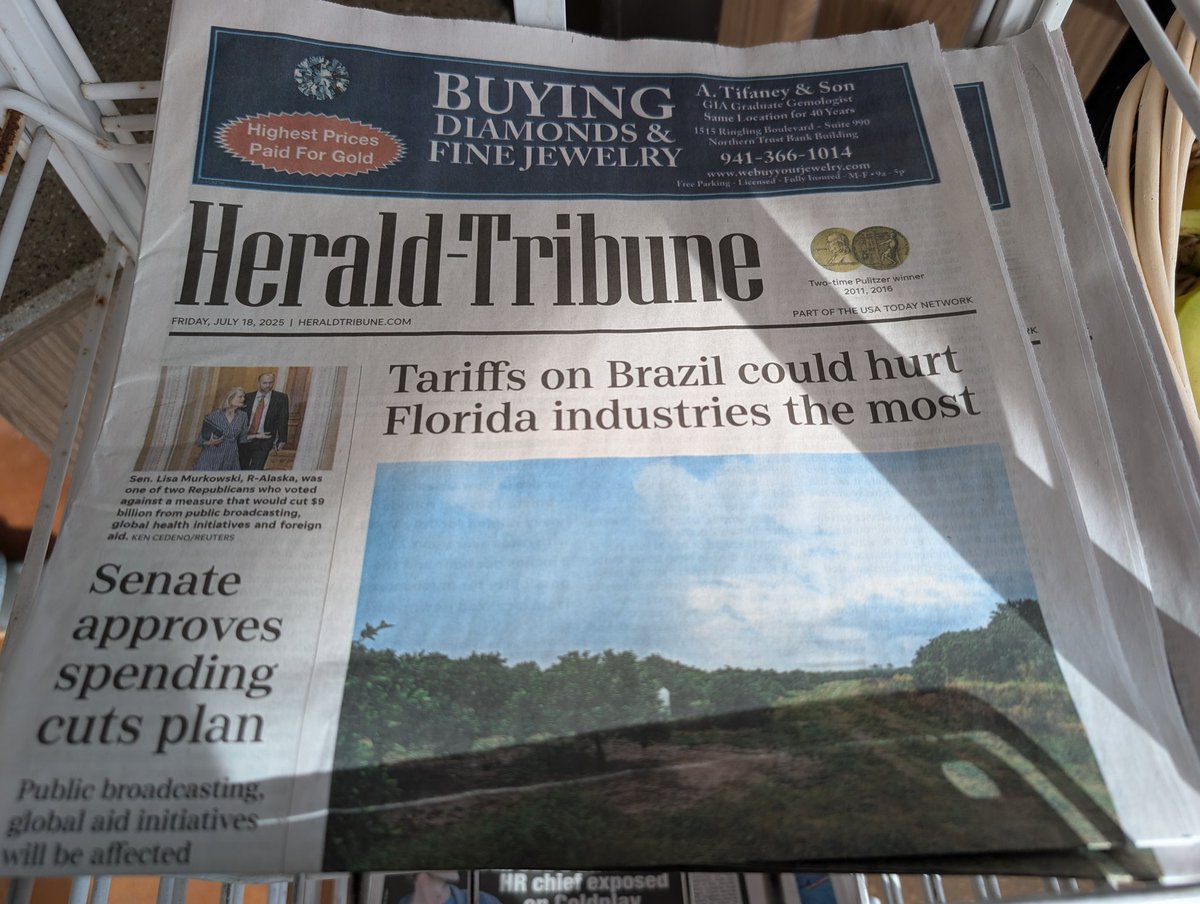 Highest Prices
Paid For Gold
BUYING
DIAMONDS &
FINE JEWELRY
A. Tifaney & Son
GIA Graduate Gemologist
Same Location for 40 Years
1515 Ringling Boulevard - Suite 990
Northern Trust Bank Building
941-366-1014
www.webuyyourjewelry.com
Free Parking - Licensed - Fully Insured - M-F • 9a - 5p
Herald-Tribune
Two-time Pulitzer winner
2011, 2016
FRIDAY, JULY 18, 2025 | HERALDTRIBUNE.COM
PART OF THE USA TODAY NETWORK
RK
Sen. Lisa Murkowski, R-Alaska, was
one of two Republicans who voted
against a measure that would cut $9
billion from public broadcasting,
global health initiatives and foreign
aid. KEN CEDENO/REUTERS
Senate
approves
spending
cuts plan
Public broadcasting,
global aid initiatives
will be affected
Tariffs on Brazil could hurt
Florida industries the most
HR chief exposed
on Coldplay